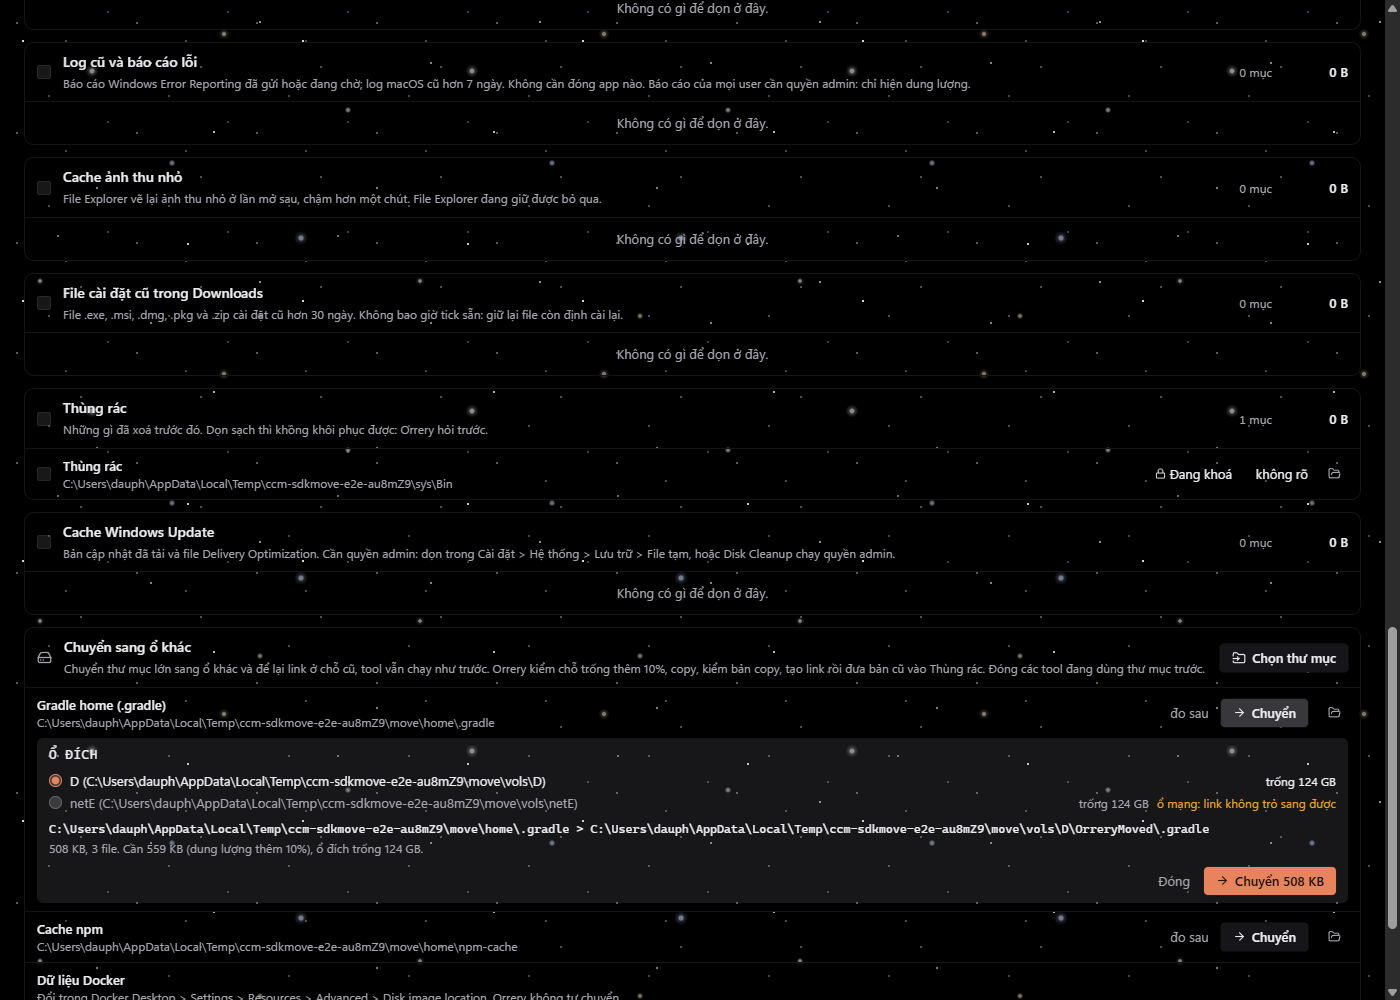 Không có gì để dọn ở đây.
Log cũ và báo cáo lỗi
Báo cáo Windows Error Reporting đã gửi hoặc đang chờ; log macOS cũ hơn 7 ngày. Không cần đóng app nào. Báo cáo của mọi user cần quyền admin: chỉ hiện dung lượng.
0 mục
0 B
Không có gì để dọn ở đây.
Cache ảnh thu nhỏ
File Explorer vẽ lại ảnh thu nhỏ ở lần mở sau, chậm hơn một chút. File Explorer đang giữ được bỏ qua.
0 mục
0 B
Không có gì để dọn ở đây.
File cài đặt cũ trong Downloads
File .exe, .msi, .dmg, .pkg và .zip cài đặt cũ hơn 30 ngày. Không bao giờ tick sẵn: giữ lại file còn định cài lại.
0 mục
0 B
Không có gì để dọn ở đây.
Thùng rác
Những gì đã xoá trước đó. Dọn sạch thì không khôi phục được: Orrery hỏi trước.
1 mục
0 B
Thùng rác
C:\Users\dauph\AppData\Local\Temp\ccm-sdkmove-e2e-au8mZ9\sys\Bin
Đang khoá
không rõ
Cache Windows Update
Bản cập nhật đã tải và file Delivery Optimization. Cần quyền admin: dọn trong Cài đặt > Hệ thống > Lưu trữ > File tạm, hoặc Disk Cleanup chạy quyền admin.
0 mục
0 B
Không có gì để dọn ở đây.
Chuyển sang ổ khác
Chuyển thư mục lớn sang ổ khác và để lại link ở chỗ cũ, tool vẫn chạy như trước. Orrery kiểm chỗ trống thêm 10%, copy, kiểm bản copy, tạo link rồi đưa bản cũ vào Thùng rác. Đóng các tool đang dùng thư mục trước.
Chọn thư mục
Gradle home (.gradle)
C:\Users\dauph\AppData\Local\Temp\ccm-sdkmove-e2e-au8mZ9\move\home\.gradle
đo sau
Chuyển
Ổ ĐÍCH
D (C:\Users\dauph\AppData\Local\Temp\ccm-sdkmove-e2e-au8mZ9\move\vols\D)
trống 124 GB
netE (C:\Users\dauph\AppData\Local\Temp\ccm-sdkmove-e2e-au8mZ9\move\vols\netE)
trống 124 GB
ổ mạng: link không trỏ sang được
C:\Users\dauph\AppData\Local\Temp\ccm-sdkmove-e2e-au8mZ9\move\home\.gradle > C:\Users\dauph\AppData\Local\Temp\ccm-sdkmove-e2e-au8mZ9\move\vols\D\OrreryMoved\.gradle
508 KB, 3 file. Cần 559 KB (dung lượng thêm 10%), ổ đích trống 124 GB.
Đóng
Chuyển 508 KB
Cache npm
C:\Users\dauph\AppData\Local\Temp\ccm-sdkmove-e2e-au8mZ9\move\home\npm-cache
đo sau
Chuyển
Dữ liệu Docker
Đổi trong Docker Desktop > Settings > Resources > Advanced > Disk image location. Orrery không tự chuyển.